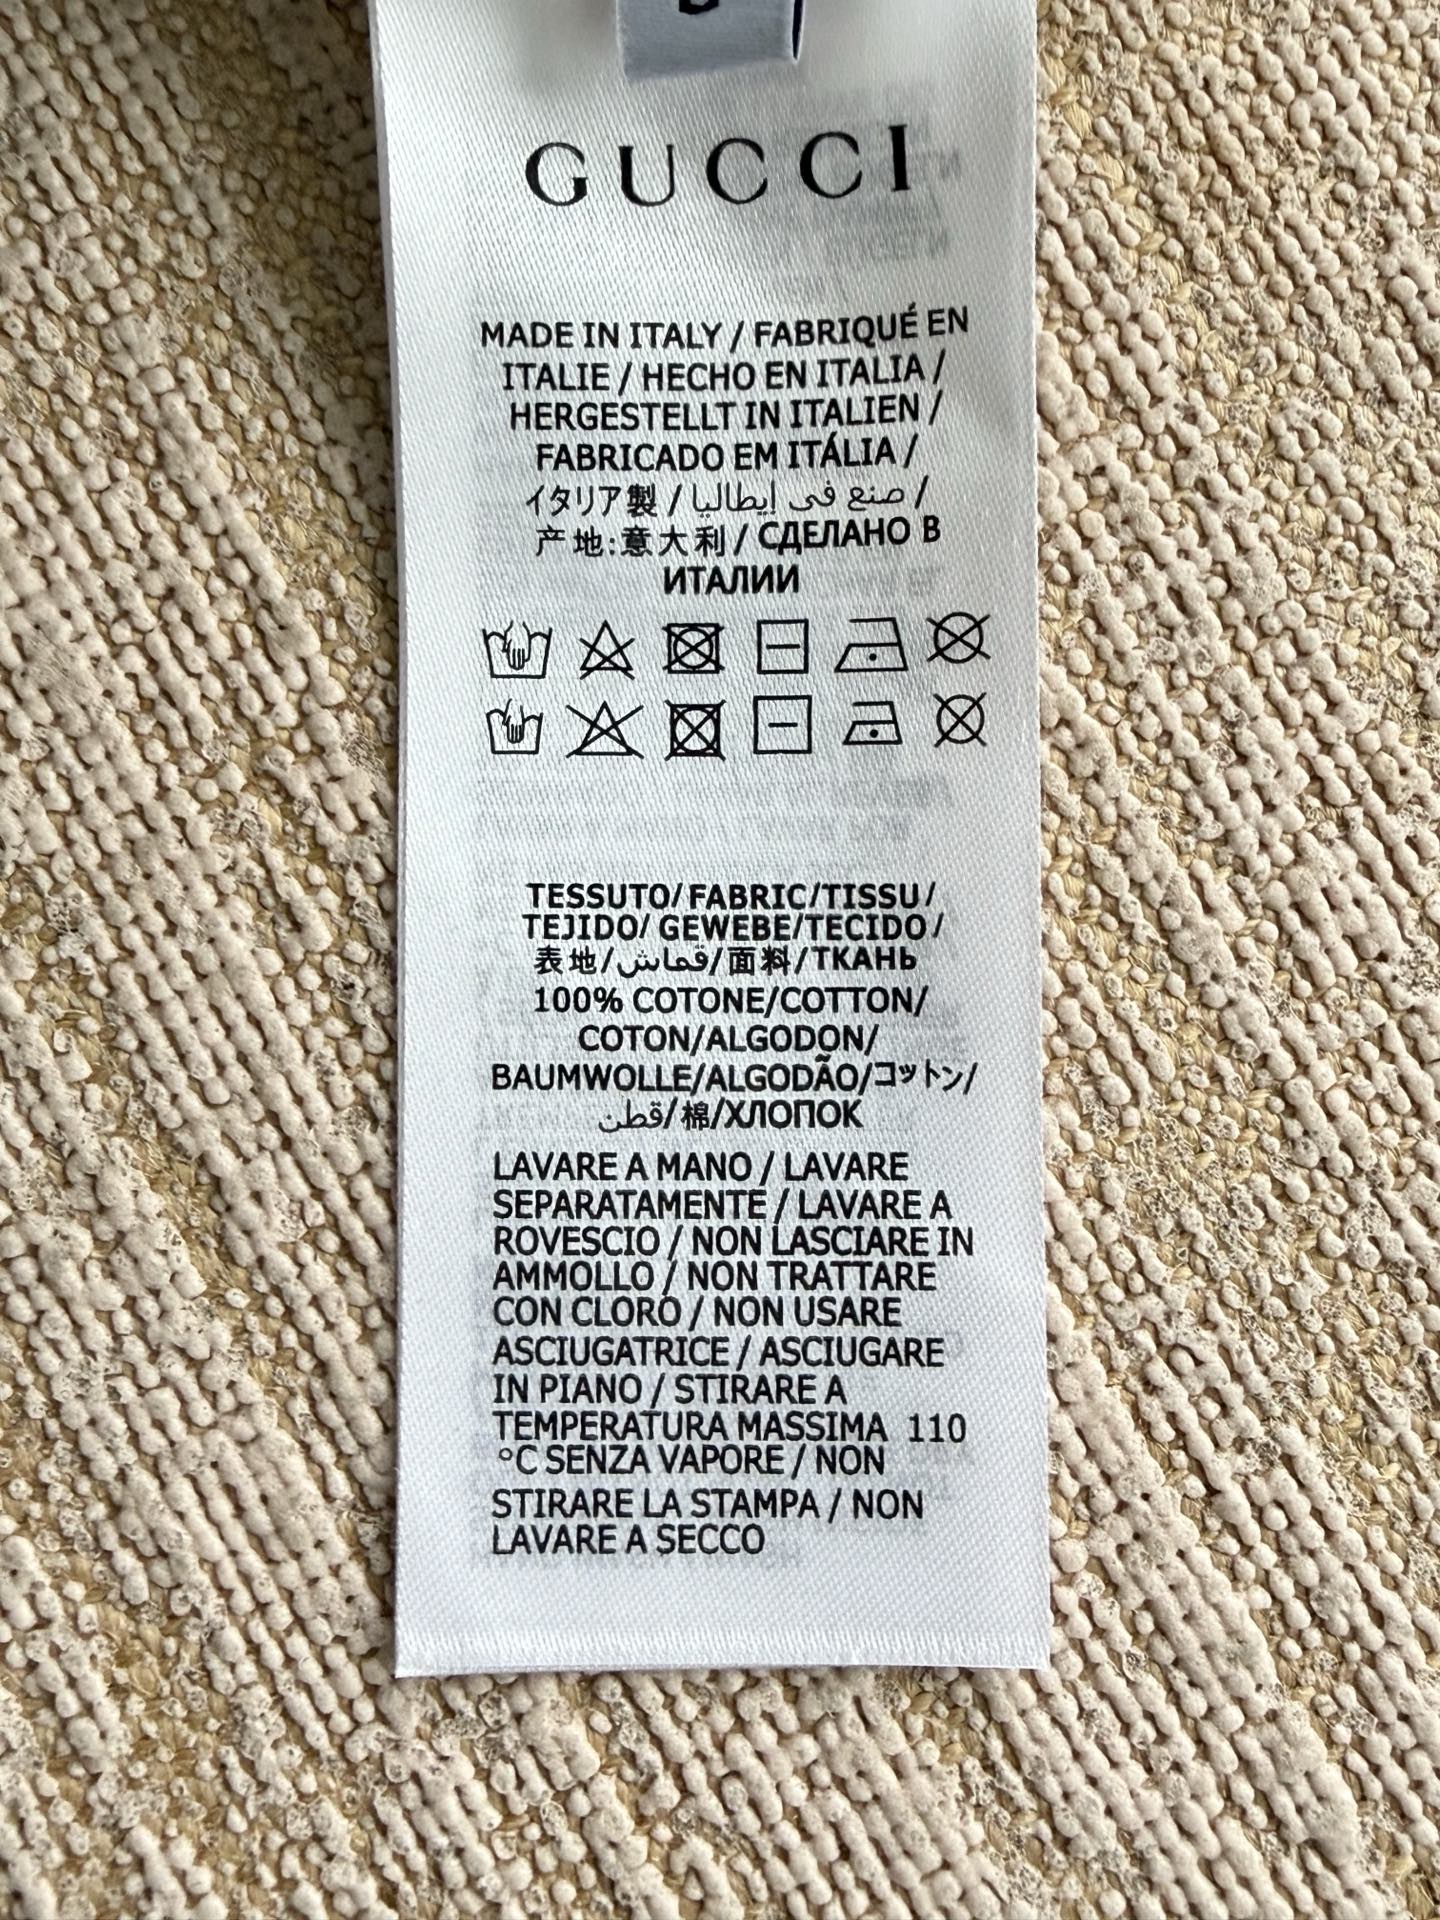 GUCCI
MADE IN ITALY / FABRIQUÉ EN
ITALIE / HECHO EN ITALIA /
HERGESTELLT IN ITALIEN /
FABRICADO EM ITÁLIA /
イタリア製 / صنع في إيطاليا /
产地:意大利 / СДЕЛАНО В
ИТАЛИИ
TESSUTO/FABRIC/TISSU/
TEJIDO/ GEWEBE/TECIDO/
表地/قماش/面料/ТКАНЬ
100% COTONE/COTTON/
COTON/ALGODON/
BAUMWOLLE/ALGODÃO/コットン/
قطن/棉/ХЛОПОК
LAVARE A MANO / LAVARE
SEPARATAMENTE / LAVARE A
ROVESCIO / NON LASCIARE IN
AMMOLLO / NON TRATTARE
CON CLORO / NON USARE
ASCIUGATRICE / ASCIUGARE
IN PIANO / STIRARE A
TEMPERATURA MASSIMA 110
°C SENZA VAPORE / NON
STIRARE LA STAMPA / NON
LAVARE A SECCO